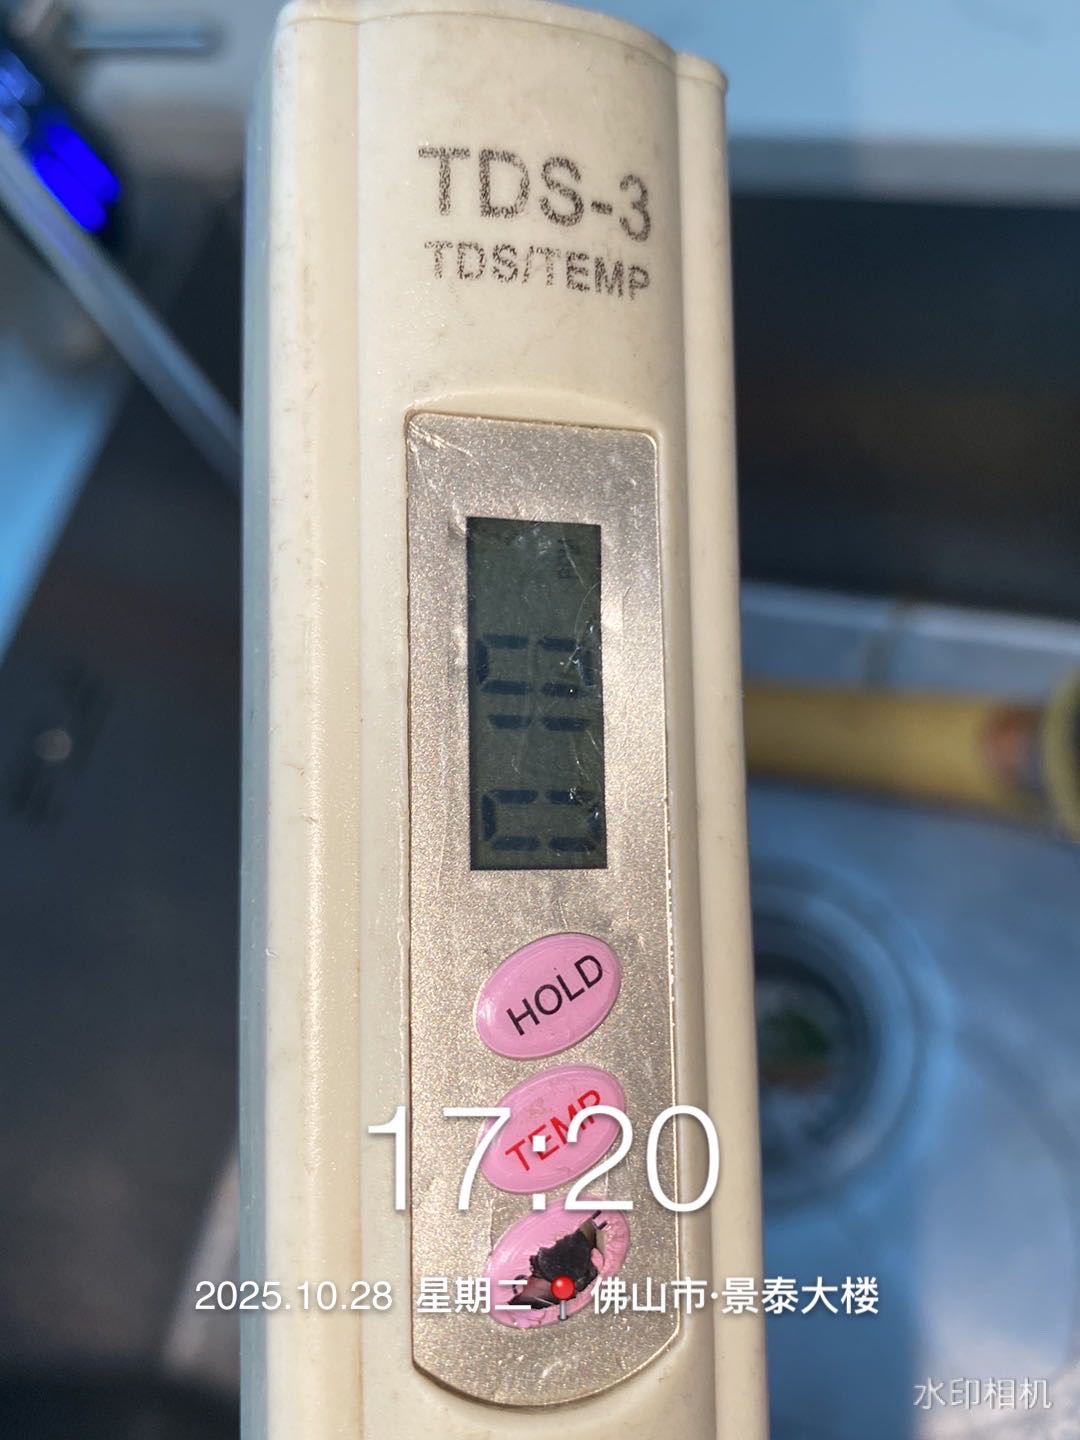 TDS-3
TDS/TEMP
010
HOLD
TEMP
17:20
2025.10.28 星期二 佛山市·景泰大楼
水印相机